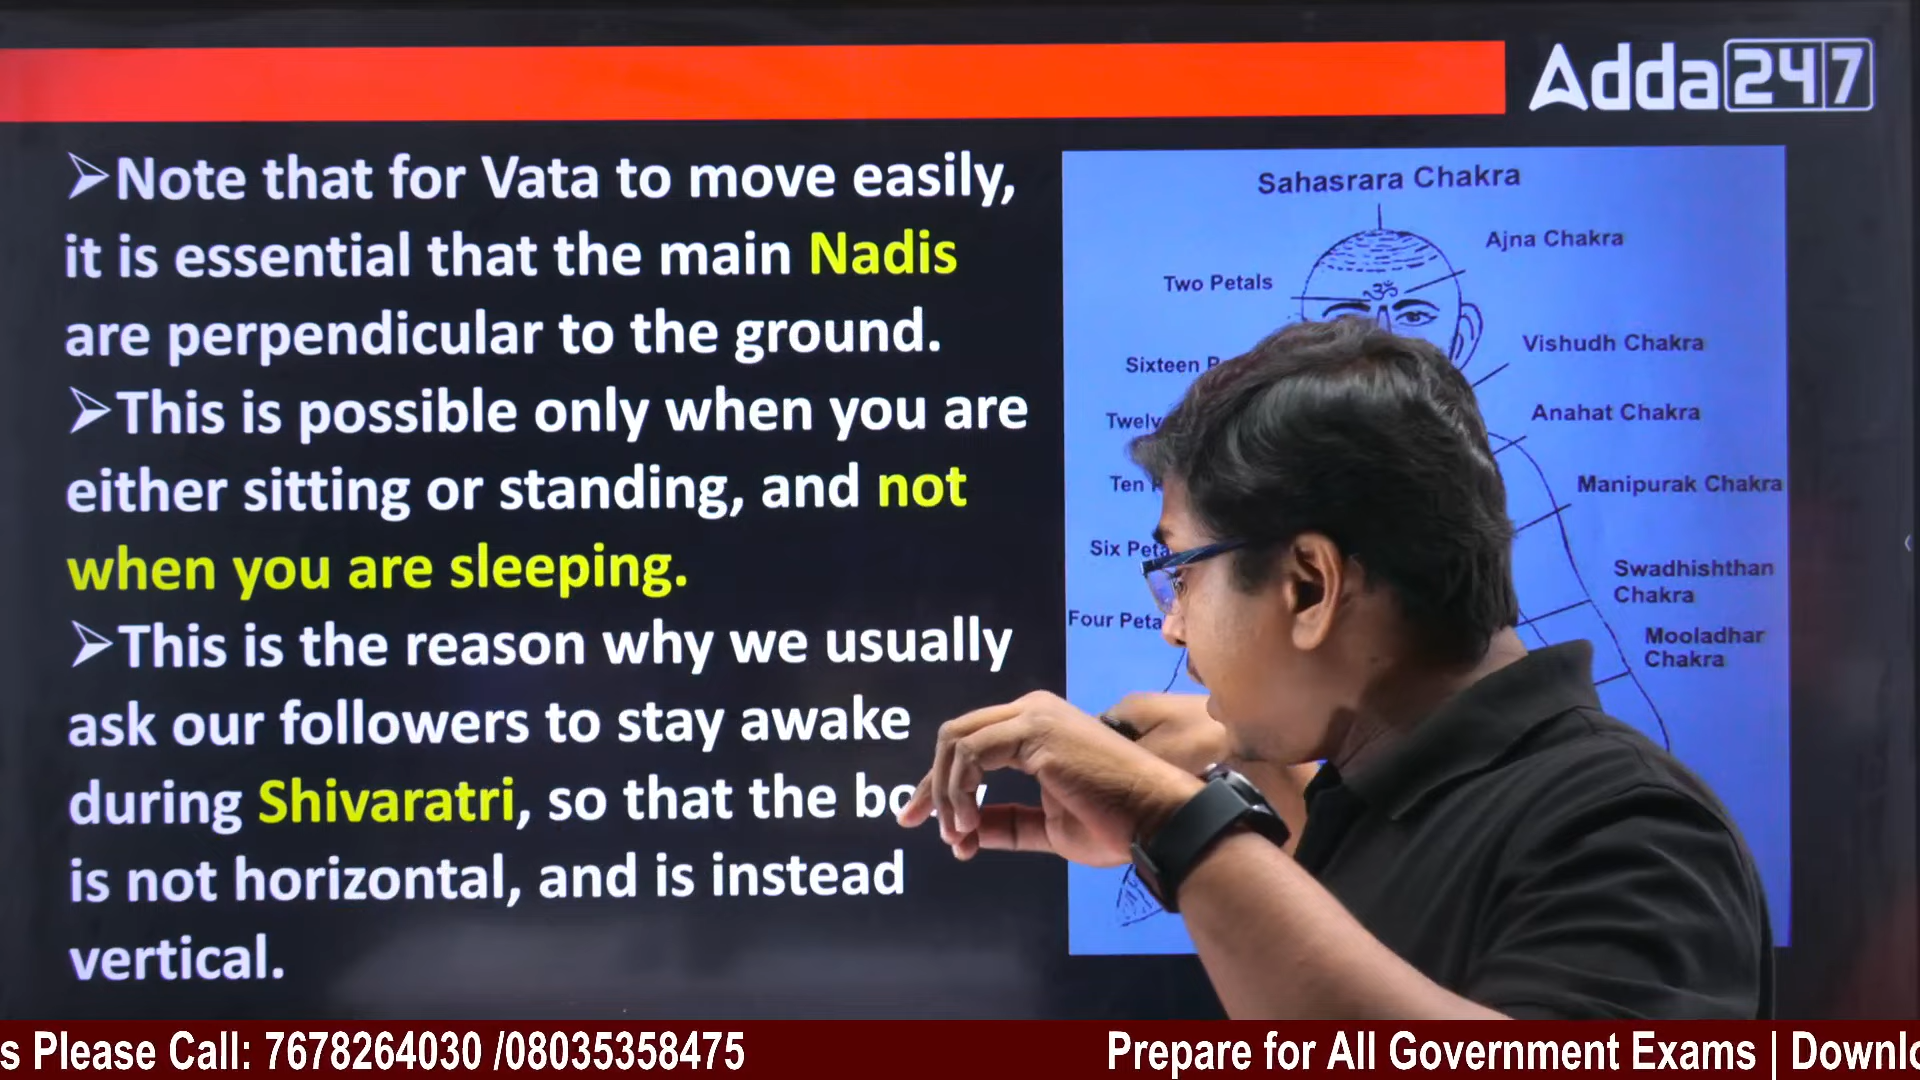 Adda247
➢Note that for Vata to move easily,
it is essential that the main Nadis
are perpendicular to the ground.
➢This is possible only when you are
either sitting or standing, and not
when you are sleeping.
➢This is the reason why we usually
ask our followers to stay awake
during Shivaratri, so that the
is not horizontal, and is instead
vertical.
Sahasrara Chakra
Ajna Chakra
Two Petals
Vishudh Chakra
Sixteen
Anahat Chakra
Manipurak Chakra
Ten
Six
Swadhishthan
Chakra
Four
Mooladhar
Chakra
ॐ
s Please Call: 7678264030 /08035358475
Prepare for All Government Exams |